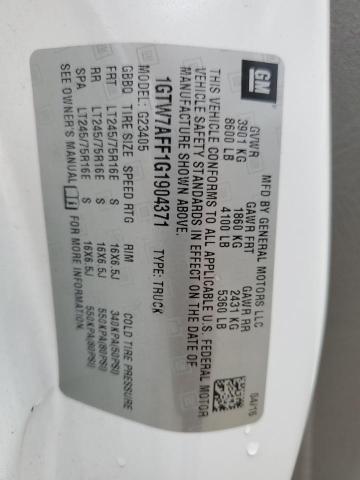 GM
MFD BY GENERAL MOTORS LLC
04/16
GVWR GAWR FRT GAWR RR
3901 KG 1860 KG 2431 KG
8600 LB 4100 LB 5360 LB
THIS VEHICLE CONFORMS TO ALL APPLICABLE U.S. FEDERAL MOTOR
VEHICLE SAFETY STANDARDS IN EFFECT ON THE DATE OF
MANUFACTURE SHOWN ABOVE.
1GTW7AFF1G1904371 TYPE: TRUCK
G23405
GBBQ TIRE SIZE SPEED RTG RIM COLD TIRE PRESSURE
FRT LT245/75R16E S 16X6.5J 340KPA(50PSI)
RR LT245/75R16E S 16X6.5J 550KPA(80PSI)
SPA LT245/75R16E S 16X6.5J 550KPA(80PSI)
SEE OWNER'S MANUAL FOR MORE INFORMATION.